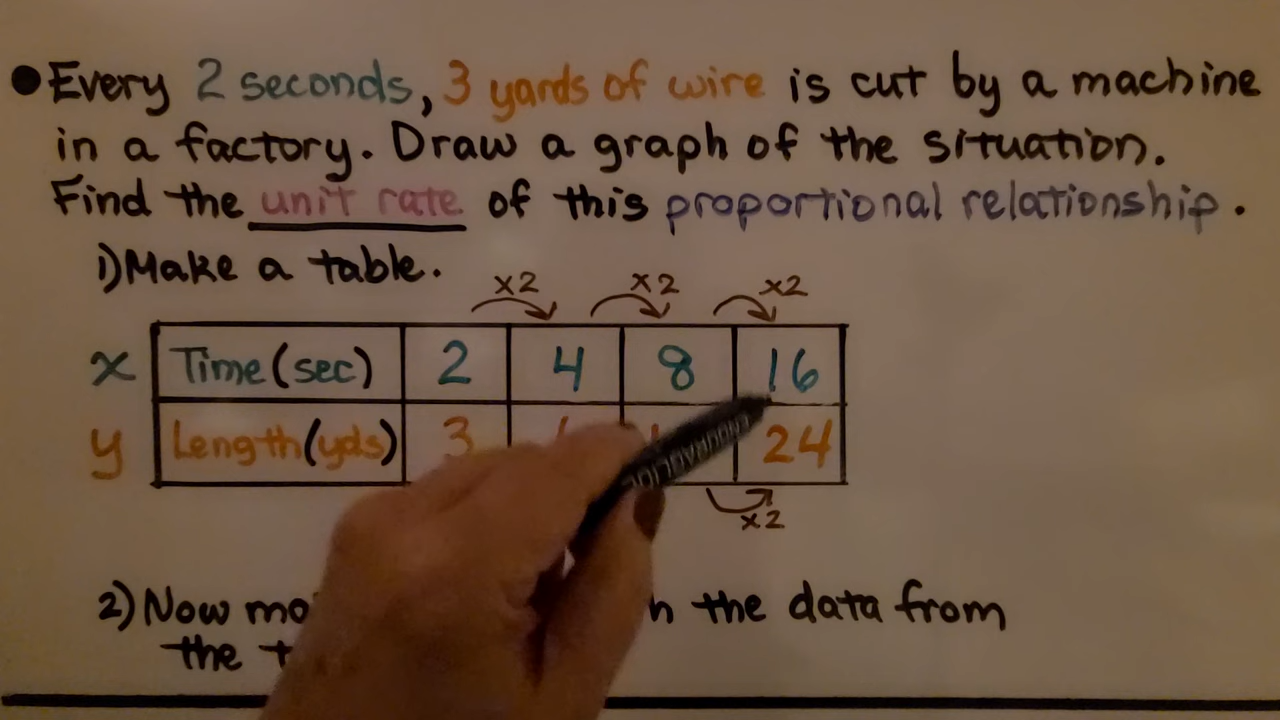 Every 2 seconds, 3 yards of wire is cut by a machine
in a factory. Draw a graph of the situation.
Find the unit rate of this proportional relationship.
1) Make a table.
x2 x2 x2
x Time (sec) 2 4 8 16
y Length (yds) 3 24
x2
2) Now the data from
the